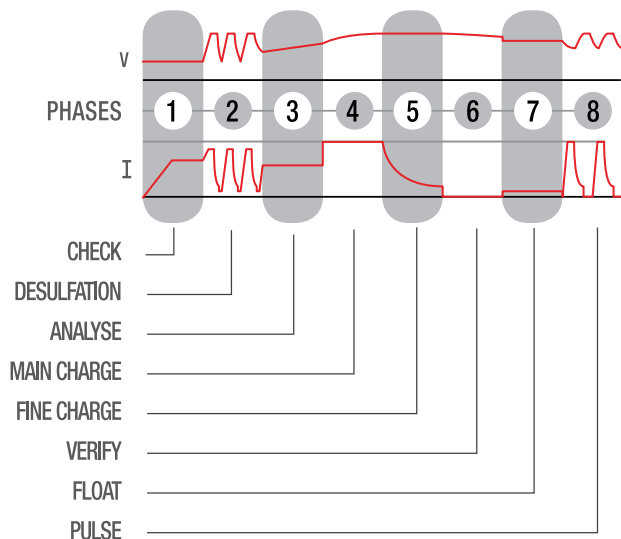 V
PHASES 1 2 3 4 5 6 7 8
I
CHECK
DESULFATION
ANALYSE
MAIN CHARGE
FINE CHARGE
VERIFY
FLOAT
PULSE